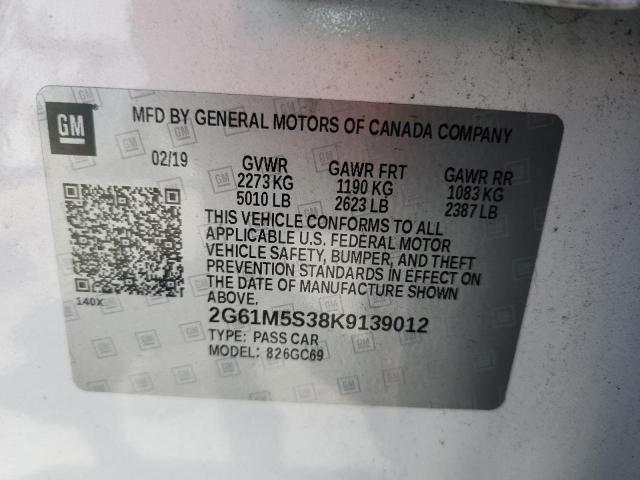 GM
MFD BY GENERAL MOTORS OF CANADA COMPANY
02/19 GVWR GAWR FRT GAWR RR
2273 KG 1190 KG 1083 KG
5010 LB 2623 LB 2387 LB
THIS VEHICLE CONFORMS TO ALL
APPLICABLE U.S. FEDERAL MOTOR
VEHICLE SAFETY, BUMPER, AND THEFT
PREVENTION STANDARDS IN EFFECT ON
THE DATE OF MANUFACTURE SHOWN
ABOVE.
140X
2G61M5S38K9139012
TYPE: PASS CAR
MODEL: 826GC69